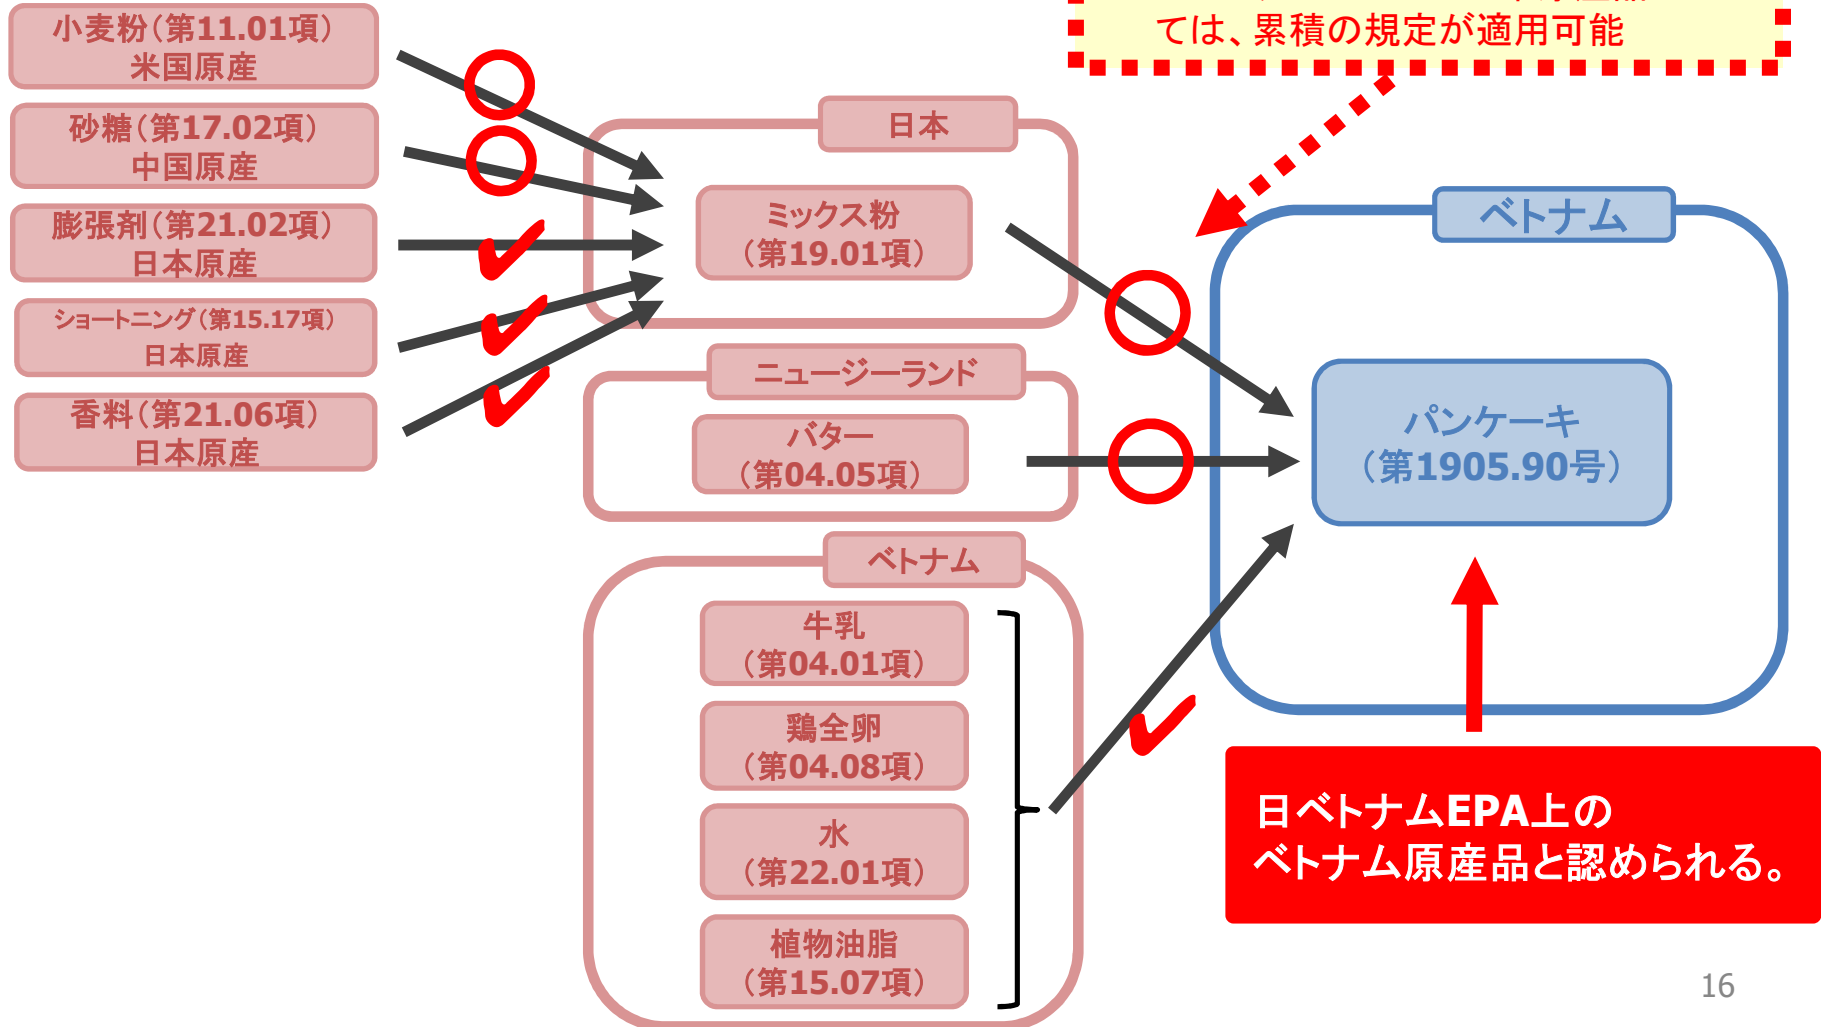 小麦粉（第11.01項）
米国原産
砂糖（第17.02項）
中国原産
膨張剤（第21.02項）
日本原産
ショートニング（第15.17項）
日本原産
香料（第21.06項）
日本原産
ては、累積の規定が適用可能
日本
ミックス粉
（第19.01項）
ニュージーランド
バター
（第04.05項）
ベトナム
牛乳
（第04.01項）
鶏全卵
（第04.08項）
水
（第22.01項）
植物油脂
（第15.07項）
ベトナム
パンケーキ
（第1905.90号）
日ベトナムEPA上の
ベトナム原産品と認められる。
16